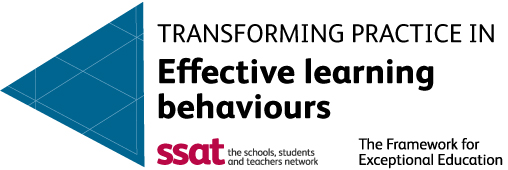 TRANSFORMING PRACTICE IN
Effective learning
behaviours
ssat the schools, students
and teachers network
The Framework for
Exceptional Education